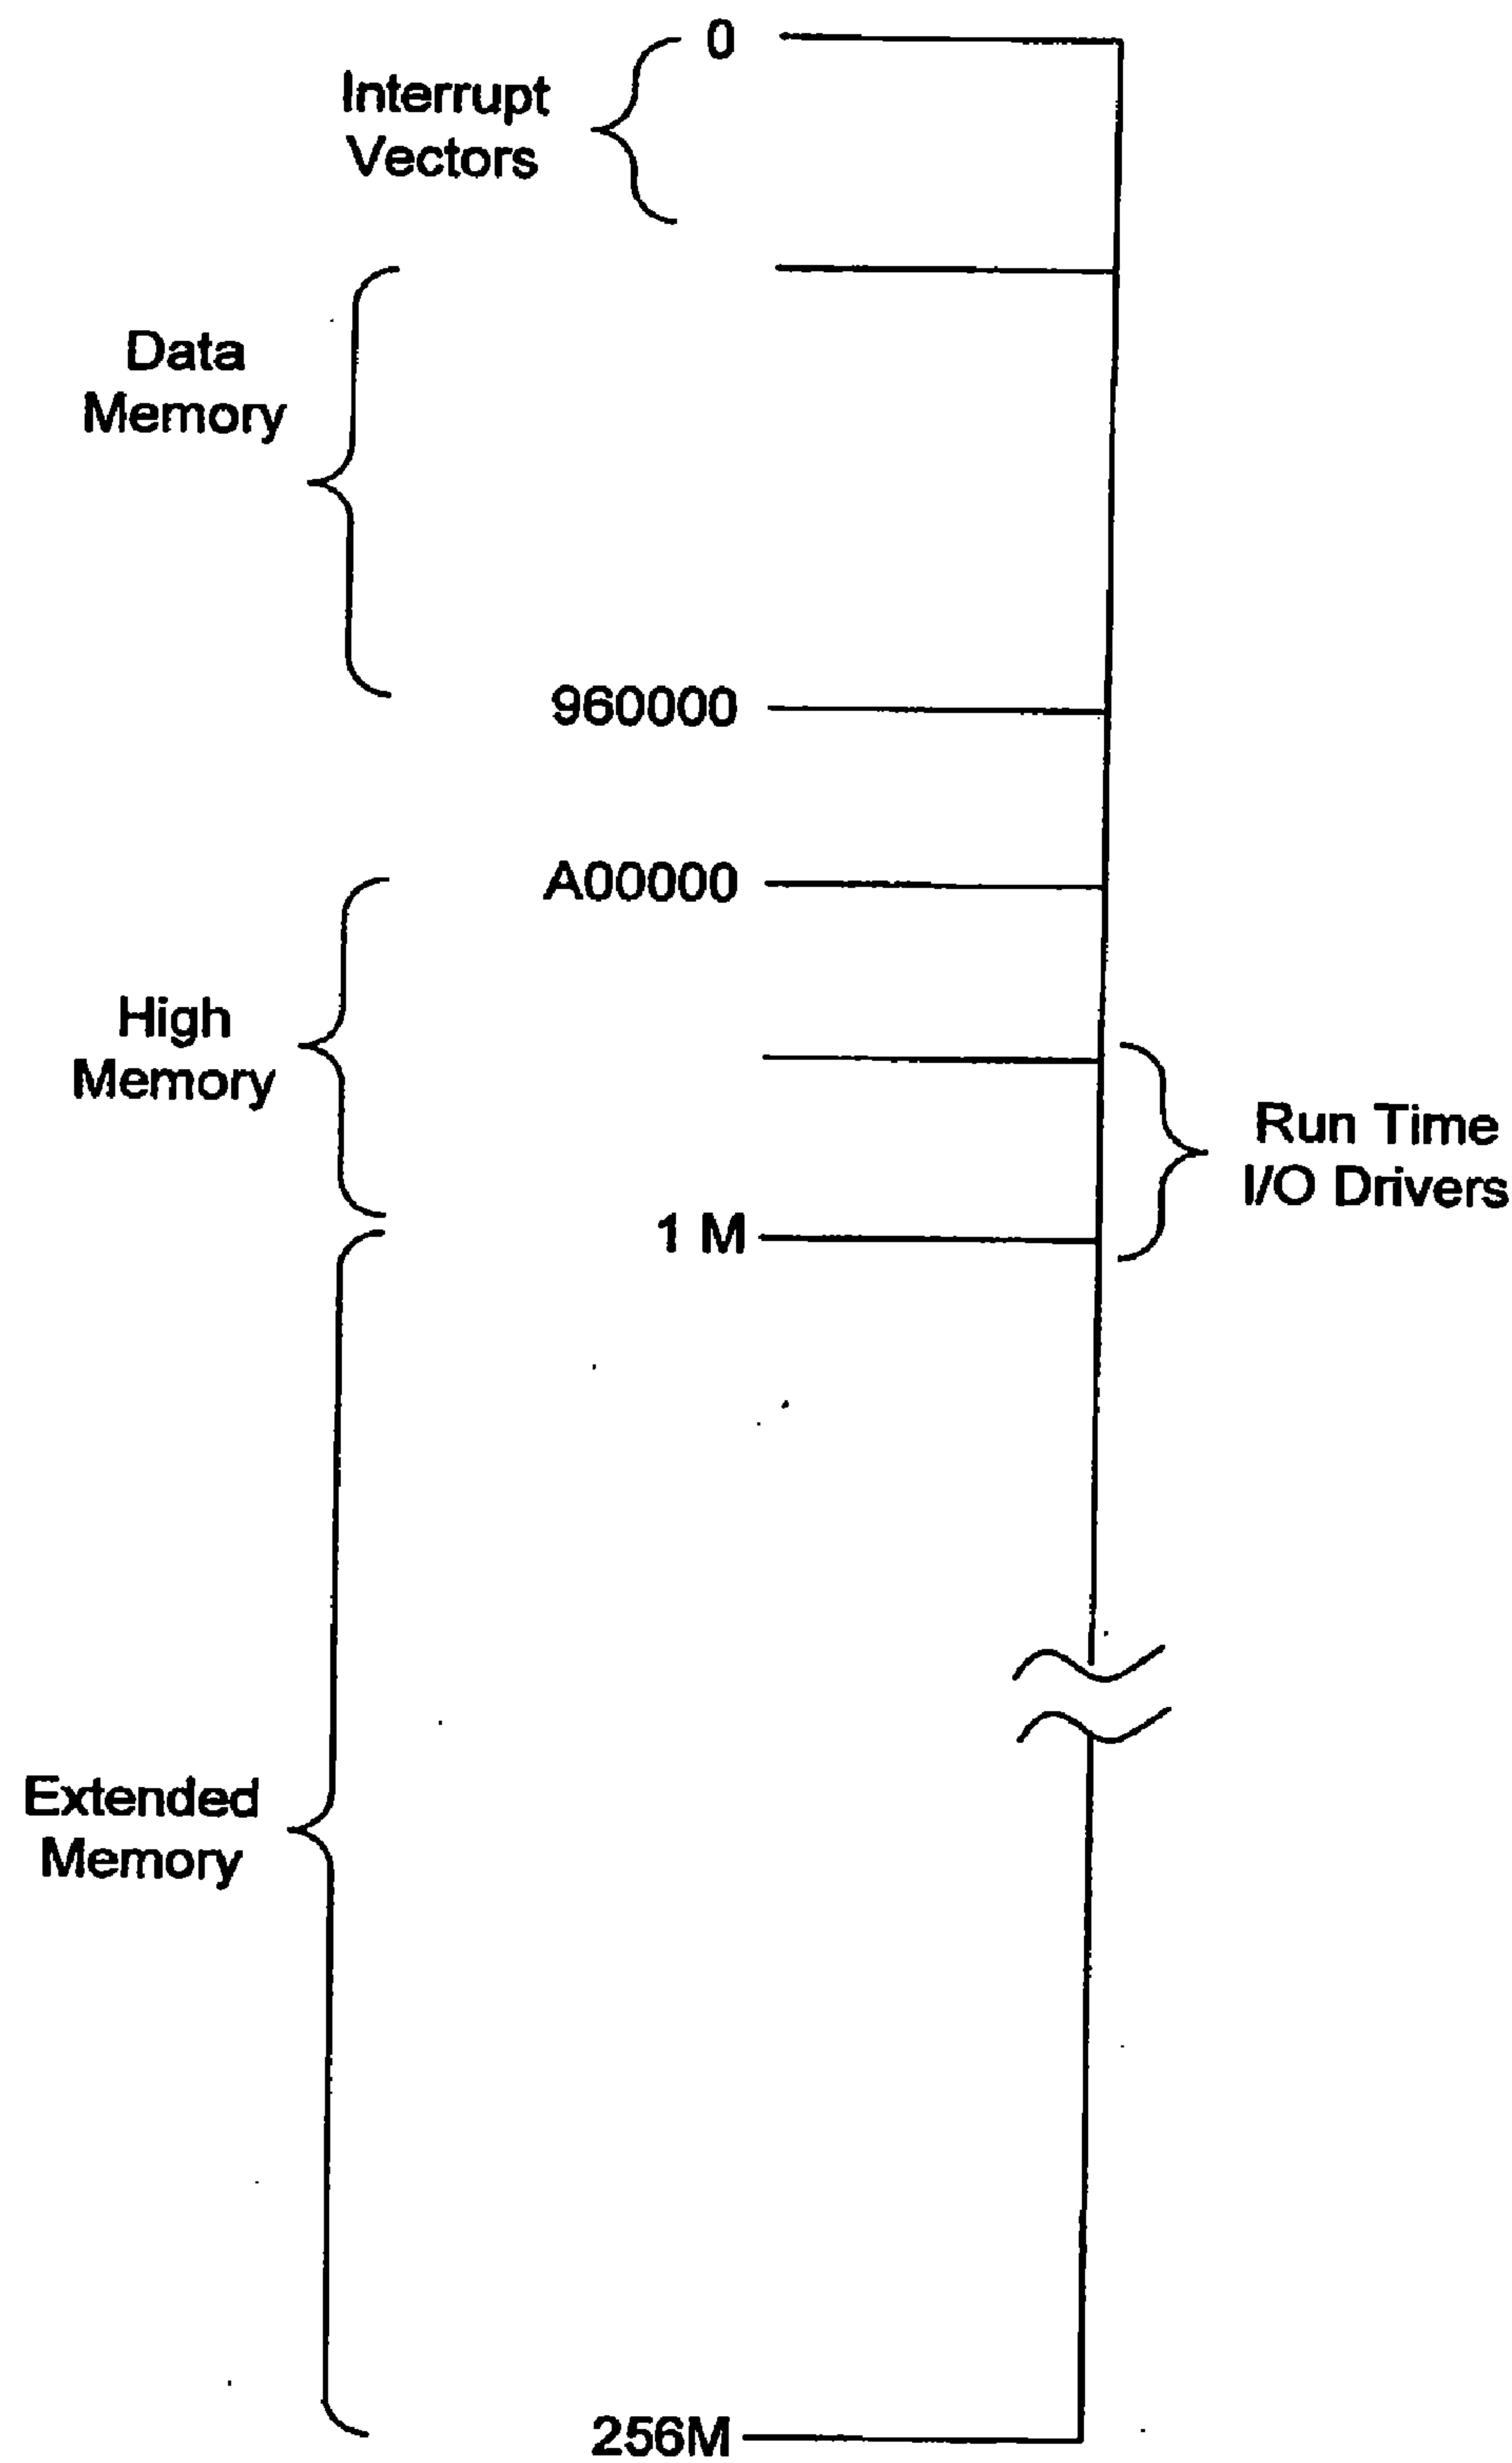 0
Interrupt
Vectors
Data
Memory
960000
A00000
High
Memory
Run Time
I/O Drivers
1 M
Extended
Memory
256M